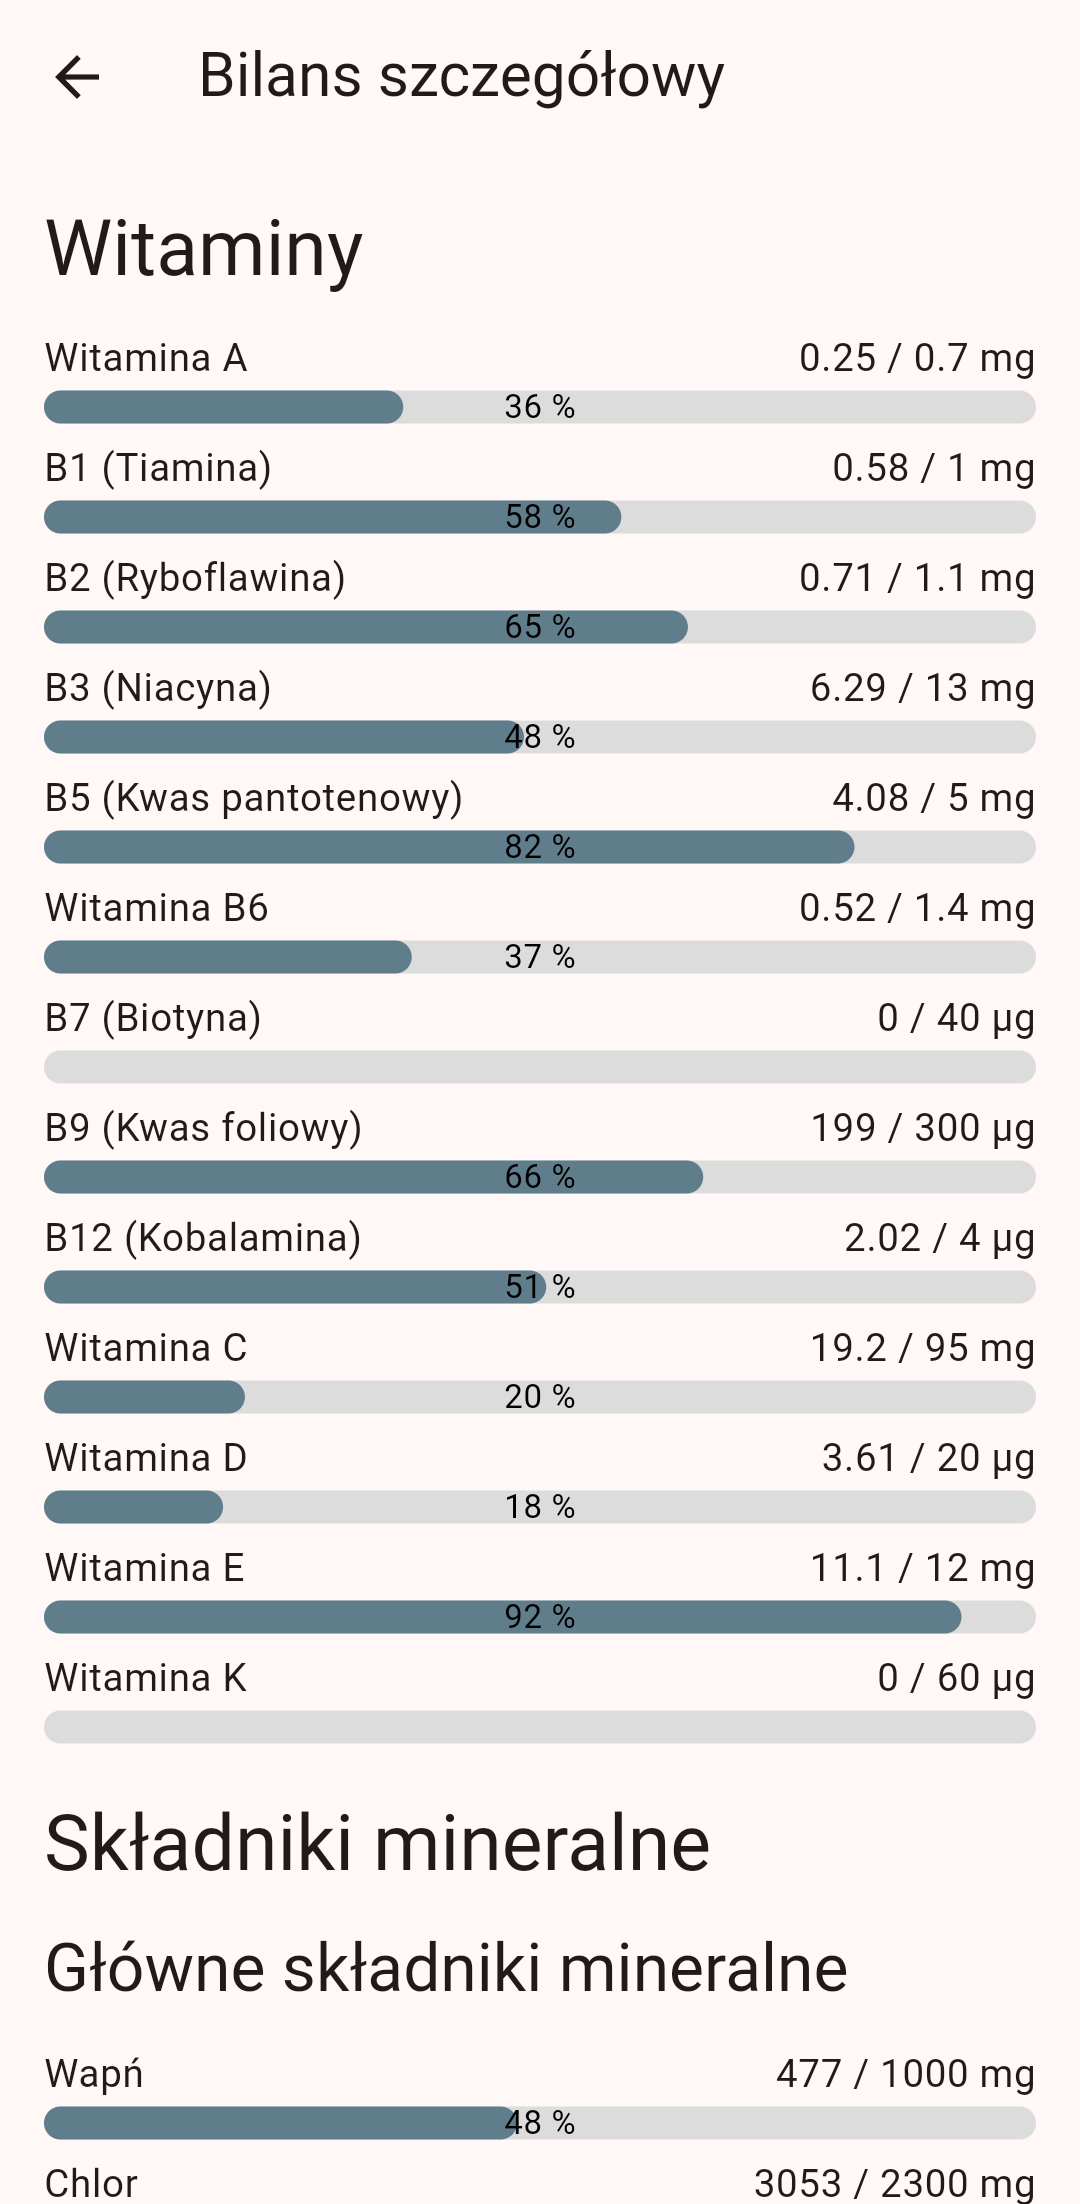 Bilans szczegółowy
Witaminy
Witamina A 0.25 / 0.7 mg
36 %
B1 (Tiamina) 0.58 / 1 mg
58 %
B2 (Ryboflawina) 0.71 / 1.1 mg
65 %
B3 (Niacyna) 6.29 / 13 mg
48 %
B5 (Kwas pantotenowy) 4.08 / 5 mg
82 %
Witamina B6 0.52 / 1.4 mg
37 %
B7 (Biotyna) 0 / 40 µg
B9 (Kwas foliowy) 199 / 300 µg
66 %
B12 (Kobalamina) 2.02 / 4 µg
51 %
Witamina C 19.2 / 95 mg
20 %
Witamina D 3.61 / 20 µg
18 %
Witamina E 11.1 / 12 mg
92 %
Witamina K 0 / 60 µg
Składniki mineralne
Główne składniki mineralne
Wapń 477 / 1000 mg
48 %
Chlor 3053 / 2300 mg